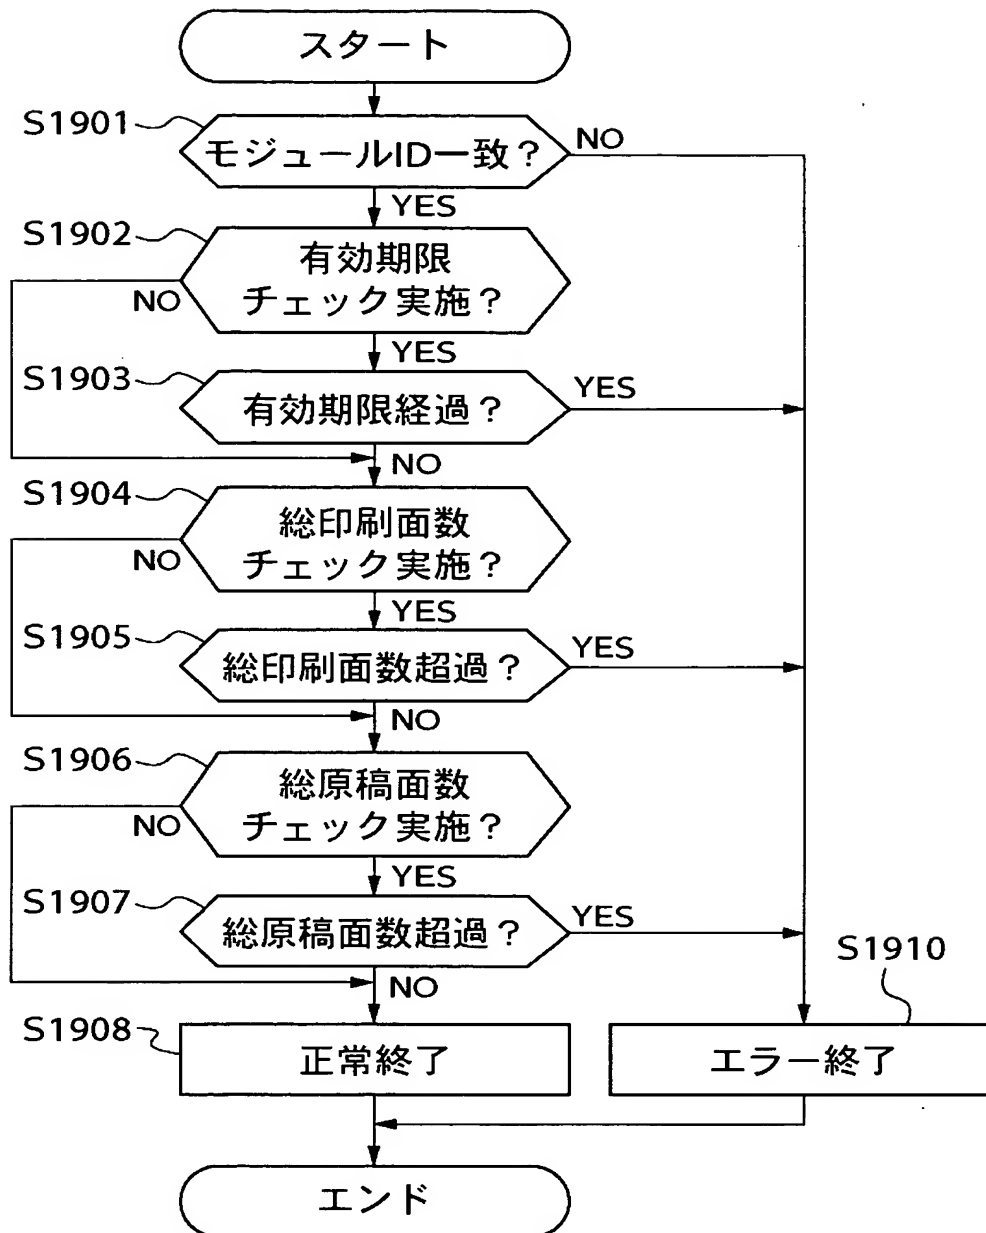 スタート
S1901
モジュールID一致？
NO
YES
S1902
有効期限
チェック実施？
NO
YES
S1903
有効期限経過？
YES
NO
S1904
総印刷面数
チェック実施？
NO
YES
S1905
総印刷面数超過？
YES
NO
S1906
総原稿面数
チェック実施？
NO
YES
S1907
総原稿面数超過？
YES
NO
S1910
S1908
正常終了
エラー終了
エンド